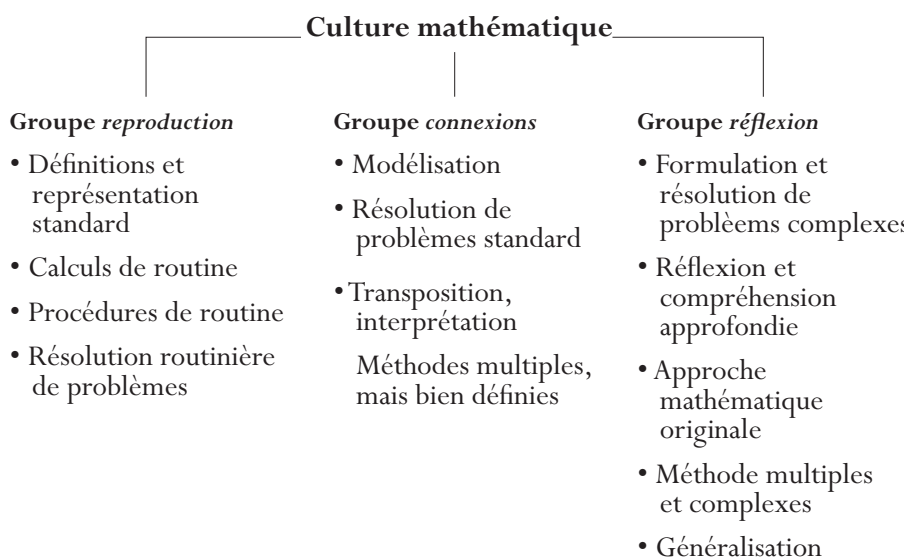 Culture mathématique
Groupe reproduction
• Définitions et
représentation
standard
• Calculs de routine
• Procédures de routine
• Résolution routinière
de problèmes
Groupe connexions
• Modélisation
• Résolution de
problèmes standard
• Transposition,
interprétation
Méthodes multiples,
mais bien définies
Groupe réflexion
• Formulation et
résolution de
problèems complexes
• Réflexion et
compréhension
approfondie
• Approche
mathématique
originale
• Méthode multiples
et complexes
• Généralisation